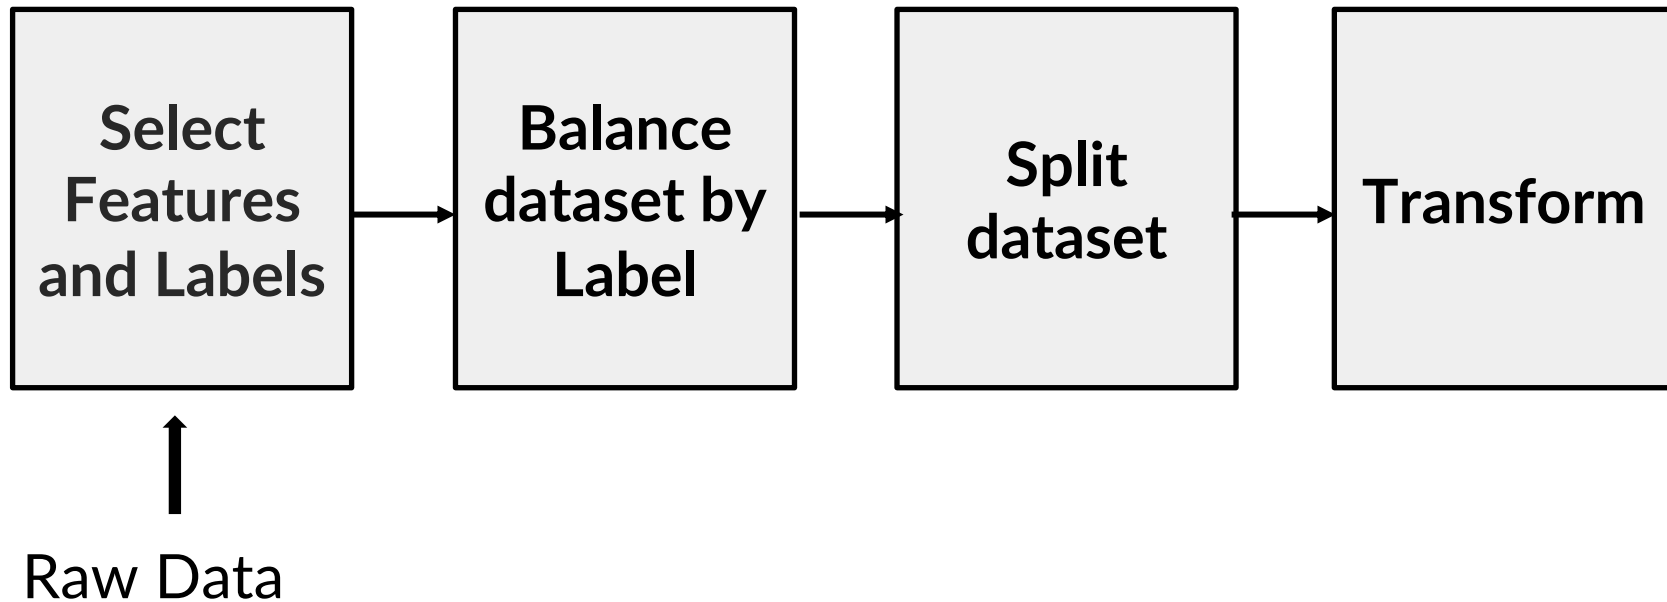 Select
Features
and Labels
Balance
dataset by
Label
Split
dataset
Transform
Raw Data